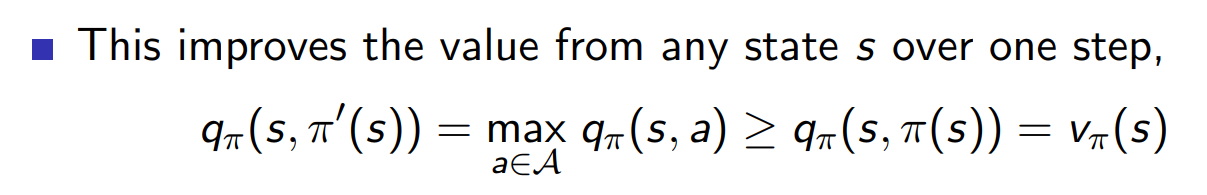 ■ This improves the value from any state s over one step,
qπ(s, π′(s)) = max qπ(s, a) ≥ qπ(s, π(s)) = vπ(s)
a∈𝒜